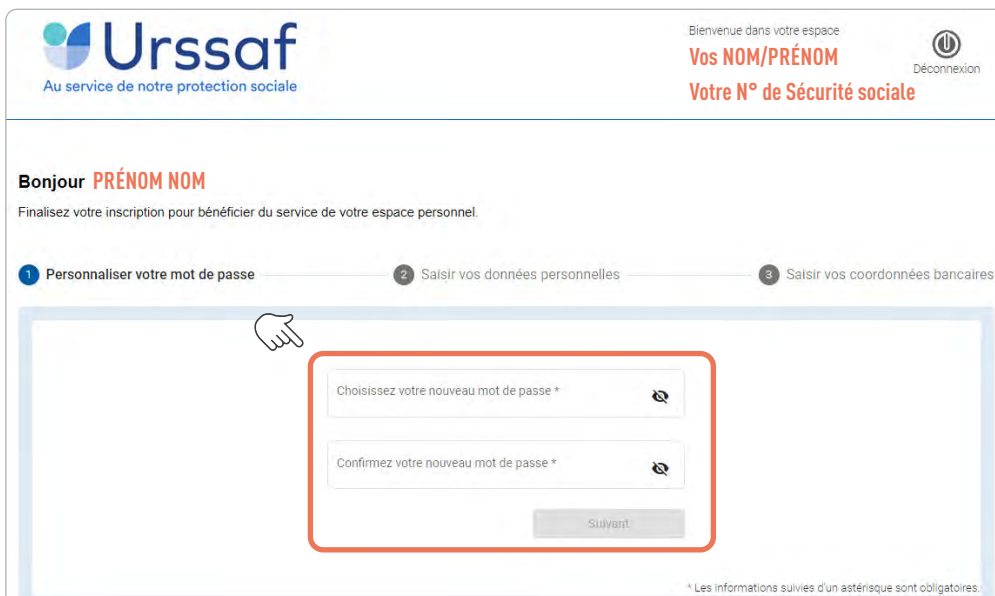 Urssaf
Au service de notre protection sociale
Bienvenue dans votre espace
Vos NOM/PRÉNOM
Votre N° de Sécurité sociale
Déconnexion
Bonjour PRÉNOM NOM
Finalisez votre inscription pour bénéficier du service de votre espace personnel.
1 Personnaliser votre mot de passe
2 Saisir vos données personnelles
3 Saisir vos coordonnées bancaires
Choisissez votre nouveau mot de passe *
Confirmez votre nouveau mot de passe *
Suivant
* Les informations suivies d'un astérisque sont obligatoires.